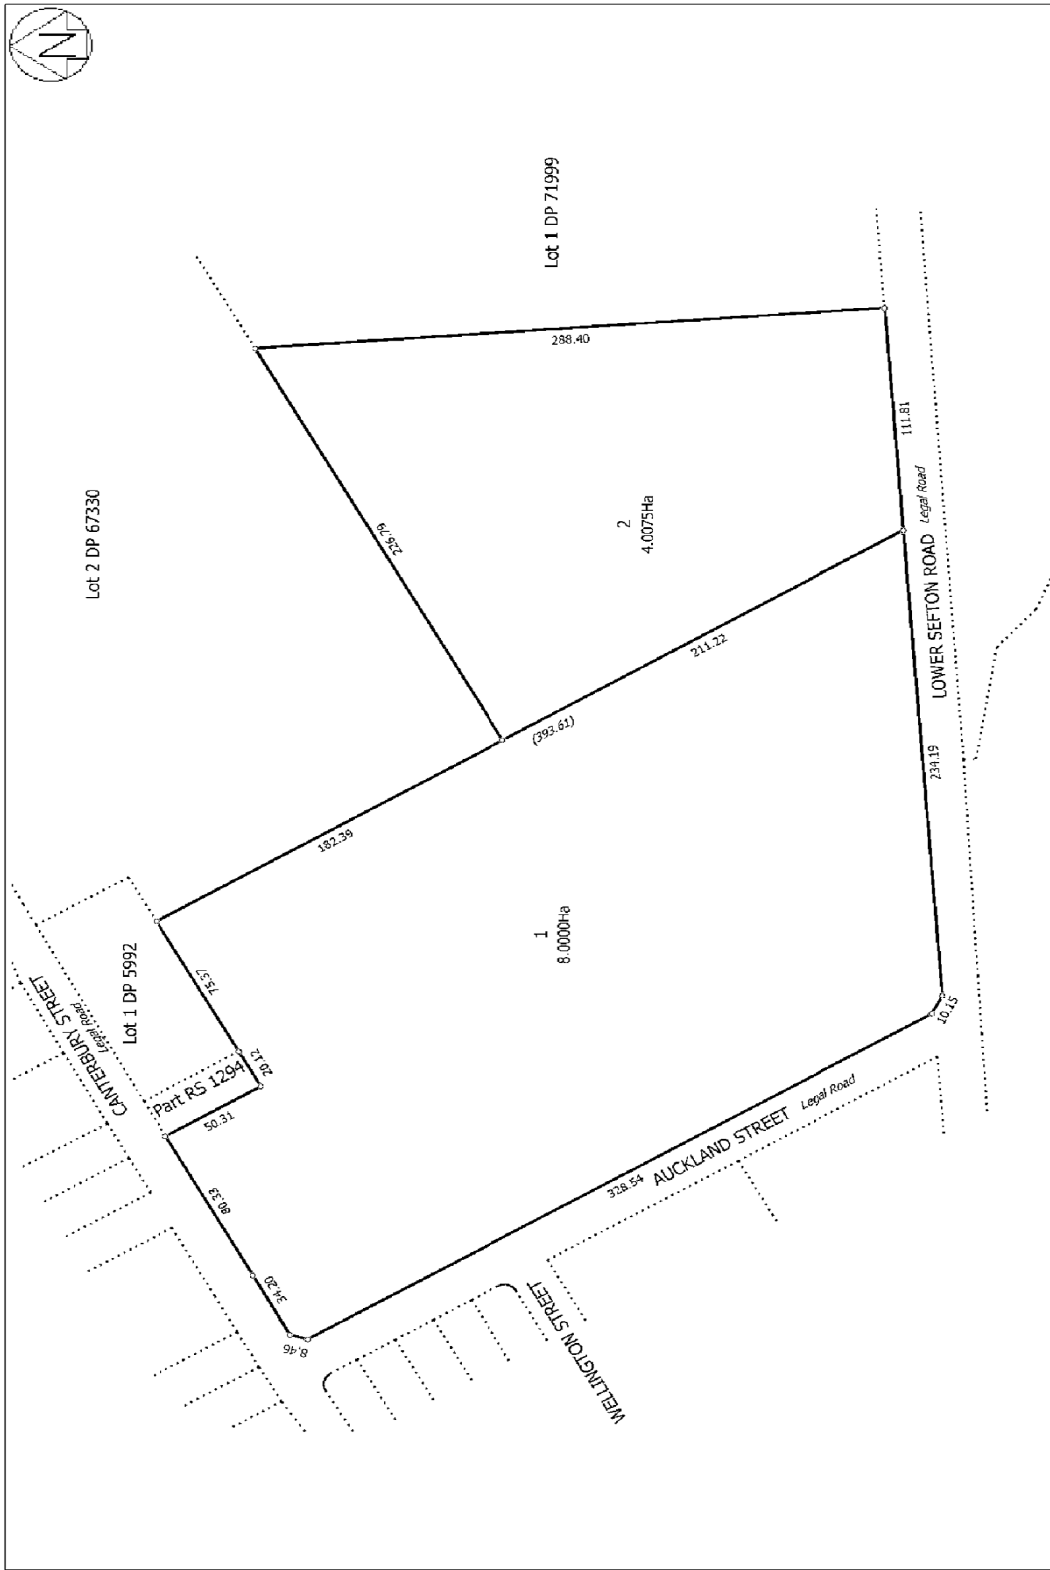 N
Lot 1 DP 71999
Lot 2 DP 67330
288.40
226.79
111.81
2
4.0075Ha
LOWER SEFTON ROAD Legal Road
211.22
(393.61)
234.19
182.39
1
8.0000Ha
10.15
CANTERBURY STREET
Legal Road
Lot 1 DP 5992
75.37
Part RS 1294
20.12
50.31
80.33
34.20
8.46
328.54
AUCKLAND STREET Legal Road
WELLINGTON STREET